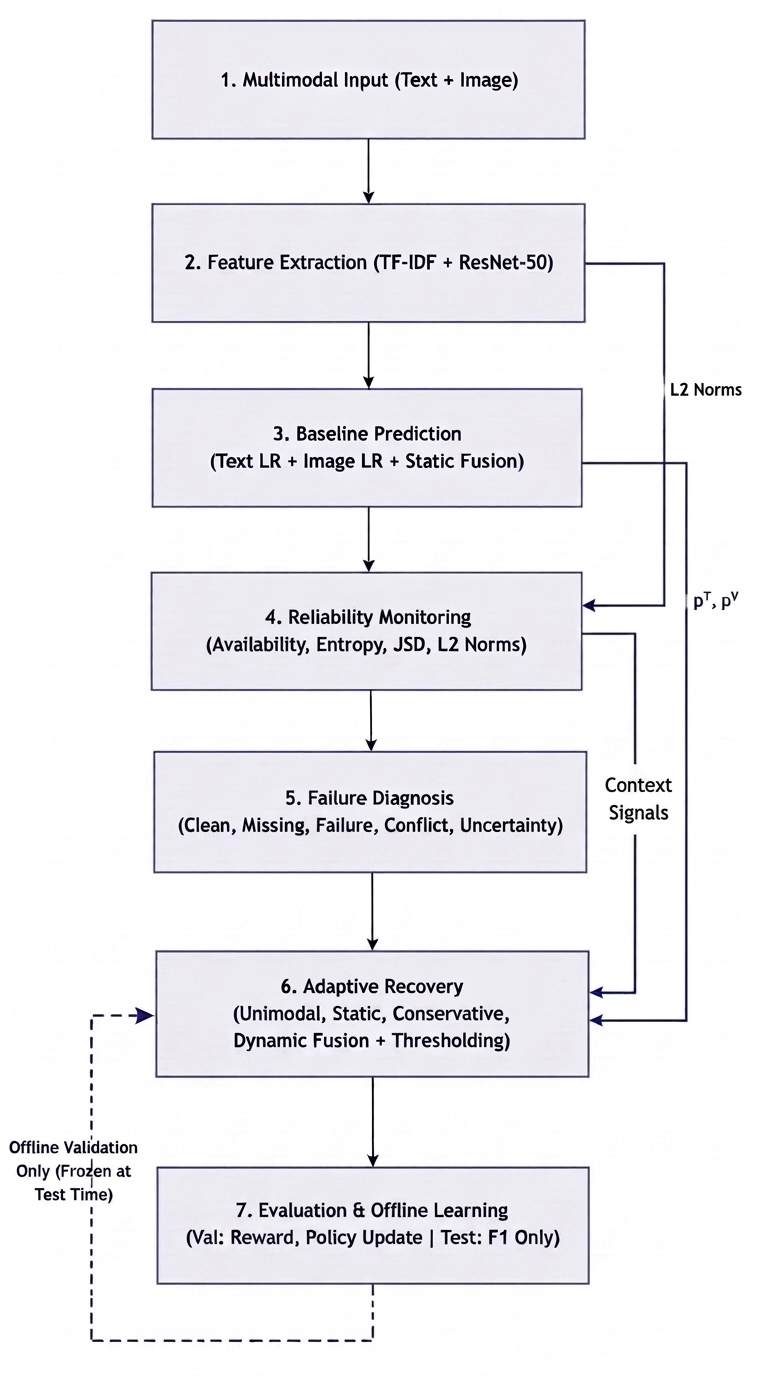 1. Multimodal Input (Text + Image)
2. Feature Extraction (TF-IDF + ResNet-50)
L2 Norms
3. Baseline Prediction
(Text LR + Image LR + Static Fusion)
4. Reliability Monitoring
(Availability, Entropy, JSD, L2 Norms)
pᵀ, pⱽ
5. Failure Diagnosis
(Clean, Missing, Failure, Conflict, Uncertainty)
Context
Signals
6. Adaptive Recovery
(Unimodal, Static, Conservative,
Dynamic Fusion + Thresholding)
Offline Validation
Only (Frozen at
Test Time)
7. Evaluation & Offline Learning
(Val: Reward, Policy Update | Test: F1 Only)